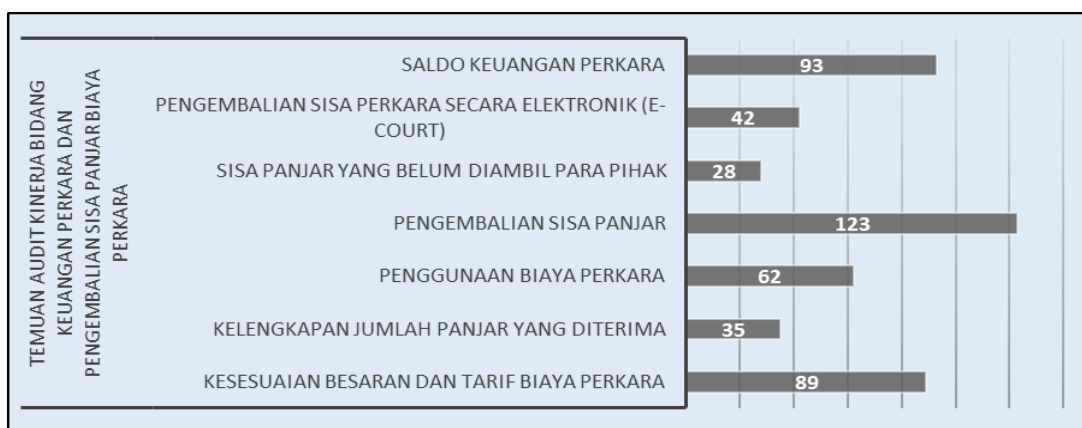 TEMUAN AUDIT KINERJA BIDANG
KEUANGAN PERKARA DAN
PENGEMBALIAN SISA PANJAR BIAYA
PERKARA
SALDO KEUANGAN PERKARA
93
PENGEMBALIAN SISA PERKARA SECARA ELEKTRONIK (E-
COURT)
42
SISA PANJAR YANG BELUM DIAMBIL PARA PIHAK
28
PENGEMBALIAN SISA PANJAR
123
PENGGUNAAN BIAYA PERKARA
62
KELENGKAPAN JUMLAH PANJAR YANG DITERIMA
35
KESESUAIAN BESARAN DAN TARIF BIAYA PERKARA
89